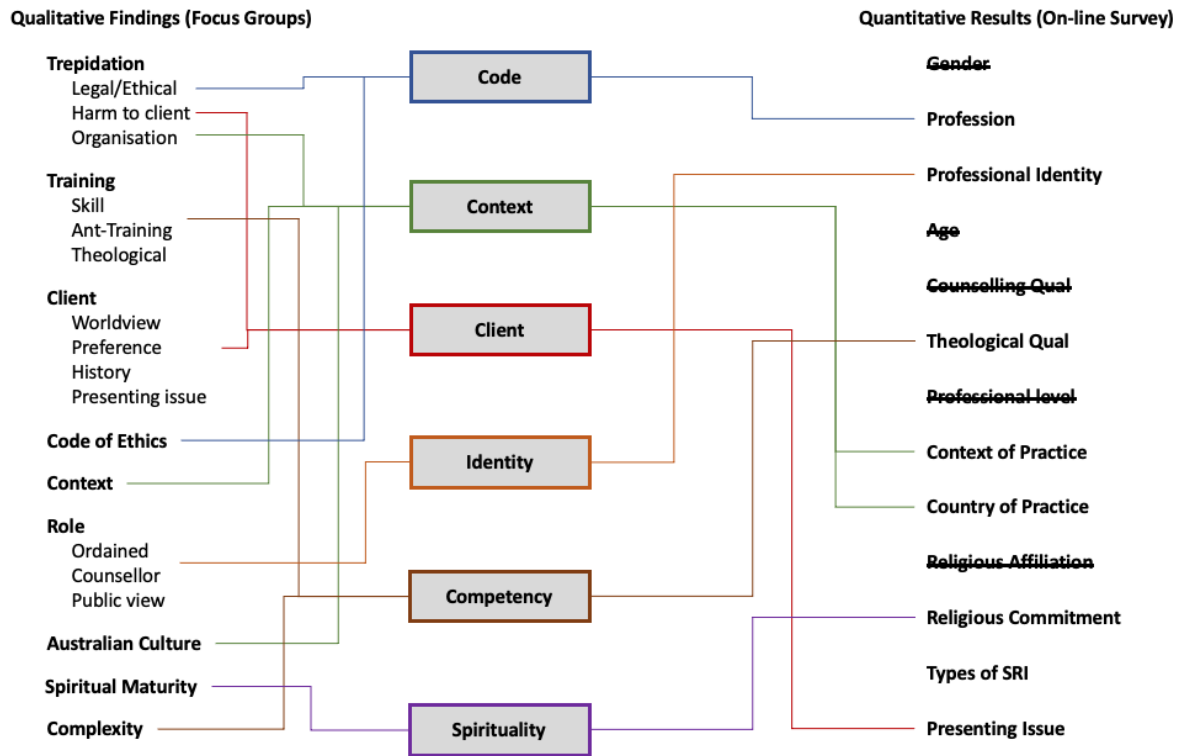 Qualitative Findings (Focus Groups)
Trepidation
Legal/Ethical
Harm to client
Organisation
Training
Skill
Ant-Training
Theological
Client
Worldview
Preference
History
Presenting issue
Code of Ethics
Context
Role
Ordained
Counsellor
Public view
Australian Culture
Spiritual Maturity
Complexity
Code
Context
Client
Identity
Competency
Spirituality
Quantitative Results (On-line Survey)
Gender
Profession
Professional Identity
Age
Counselling Qual
Theological Qual
Professional level
Context of Practice
Country of Practice
Religious Affiliation
Religious Commitment
Types of SRI
Presenting Issue